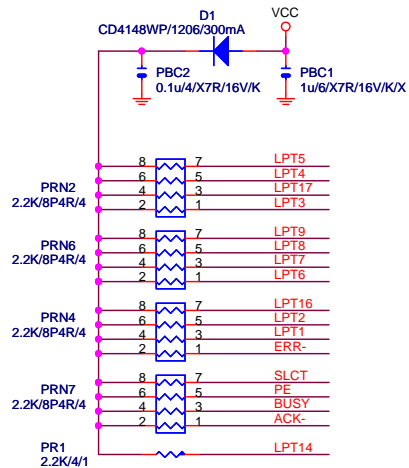 D1
VCC
CD4148WP/1206/300mA
PBC2
0.1u/4/X7R/16V/K
PBC1
1u/6/X7R/16V/K/X
8 7 LPT5
6 5 LPT4
PRN2
4 3 LPT17
2.2K/8P4R/4
2 1 LPT3
8 7 LPT9
PRN6
6 5 LPT8
2.2K/8P4R/4
4 3 LPT7
2 1 LPT6
8 7 LPT16
PRN4
6 5 LPT2
2.2K/8P4R/4
4 3 LPT1
2 1 ERR-
8 7 SLCT
PRN7
6 5 PE
2.2K/8P4R/4
4 3 BUSY
2 1 ACK-
PR1
LPT14
2.2K/4/1